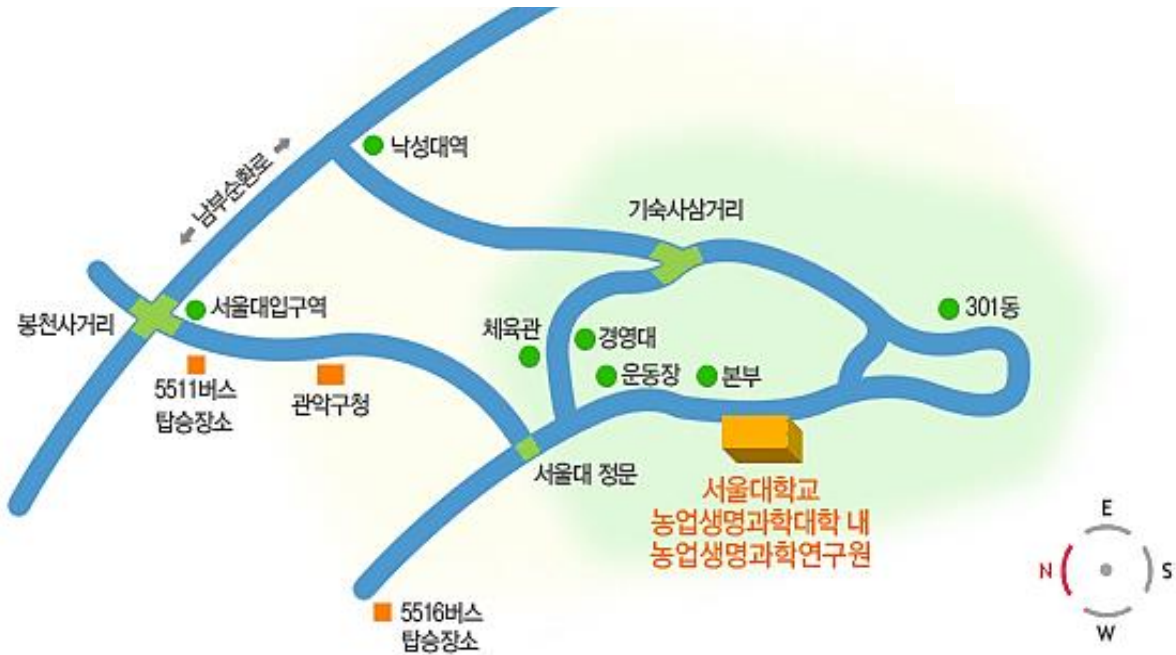 낙성대역
남부순환로
기숙사삼거리
서울대입구역
봉천사거리
301동
체육관
경영대
5511버스
탑승장소
관악구청
운동장
본부
서울대 정문
서울대학교
농업생명과학대학 내
농업생명과학연구원
5516버스
탑승장소
E
N
S
W